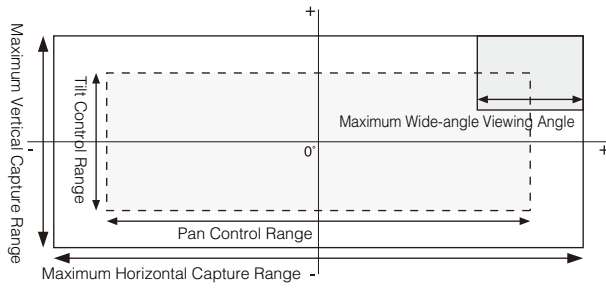 +
Maximum Vertical Capture Range
Tilt Control Range
Maximum Wide-angle Viewing Angle
-
+
0°
Pan Control Range
Maximum Horizontal Capture Range
-